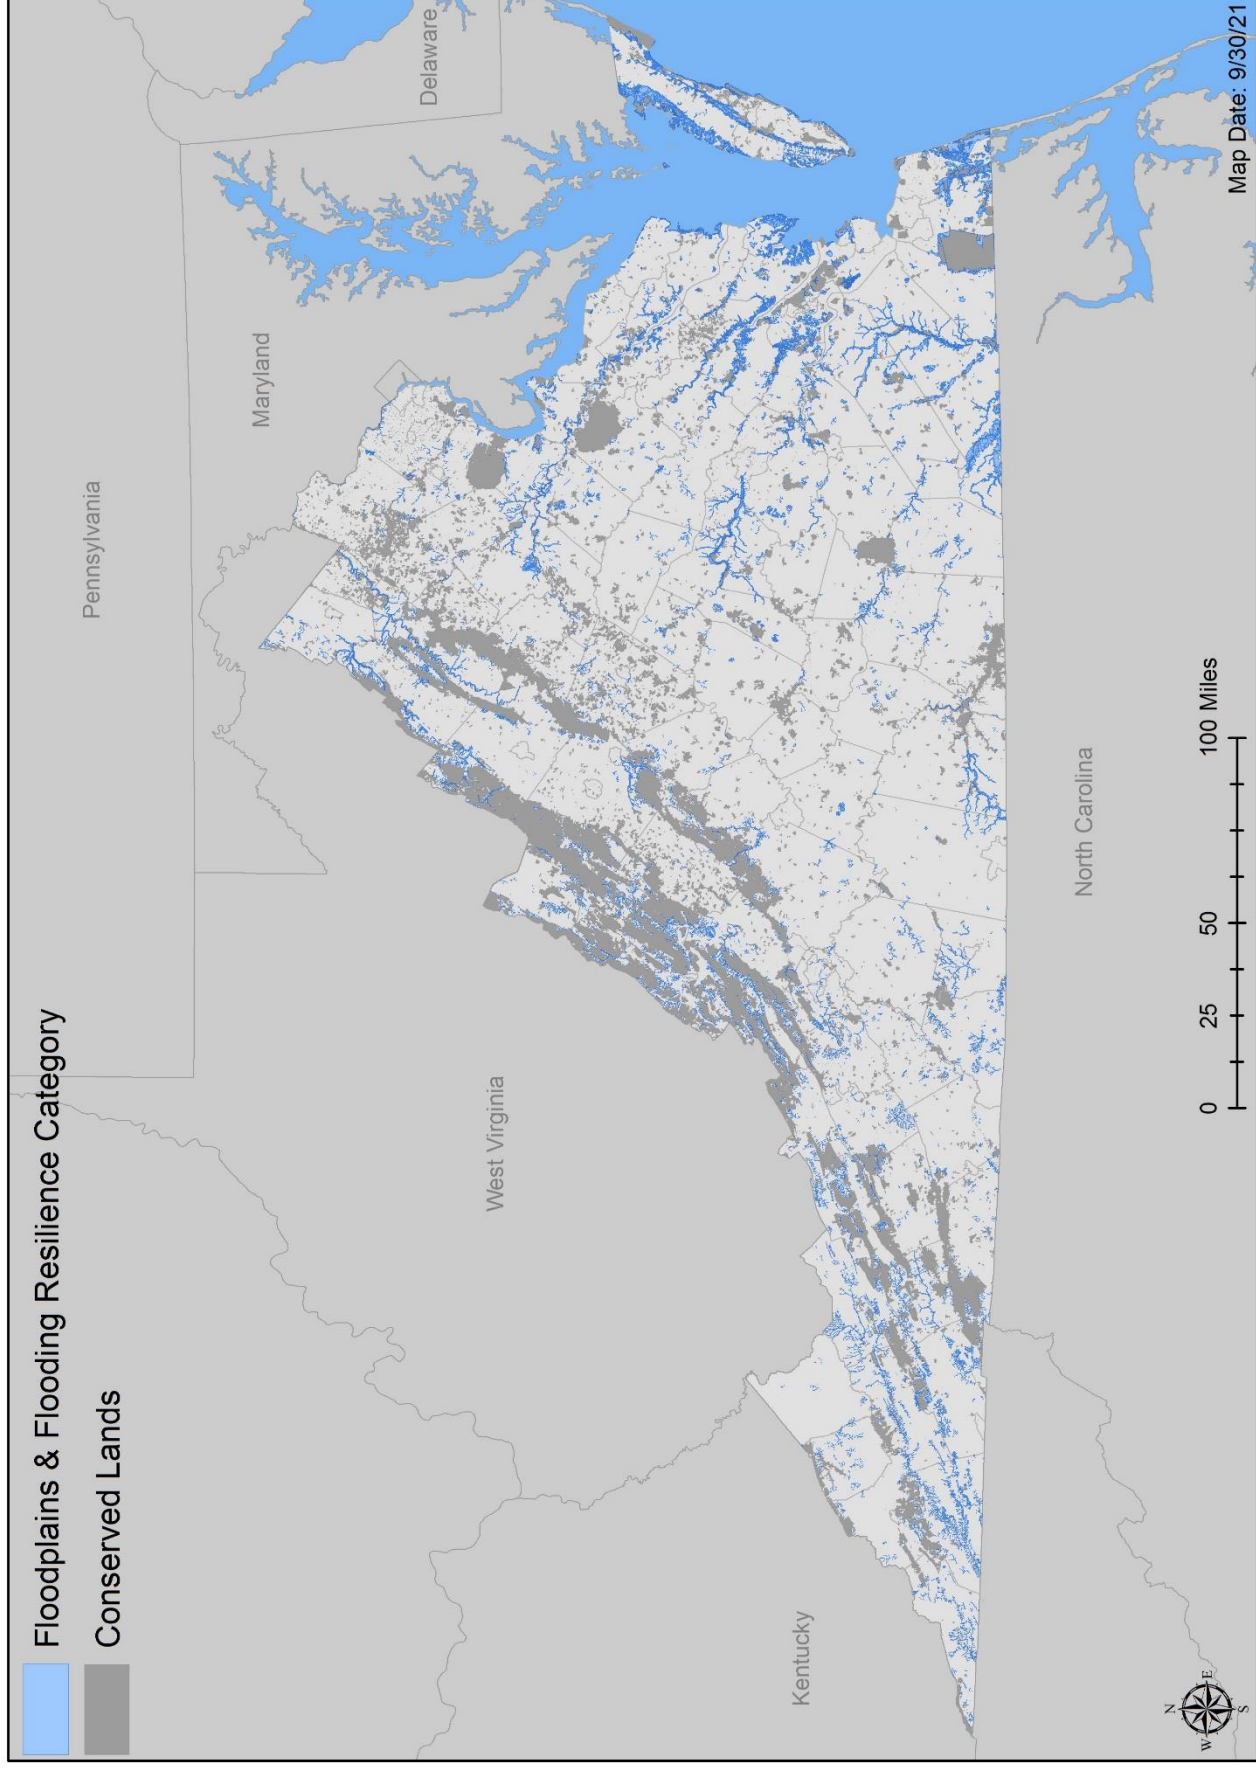 Floodplains & Flooding Resilience Category
Conserved Lands
Pennsylvania
Maryland
Delaware
West Virginia
Kentucky
North Carolina
0 25 50 100 Miles
N
W E
S
Map Date: 9/30/21